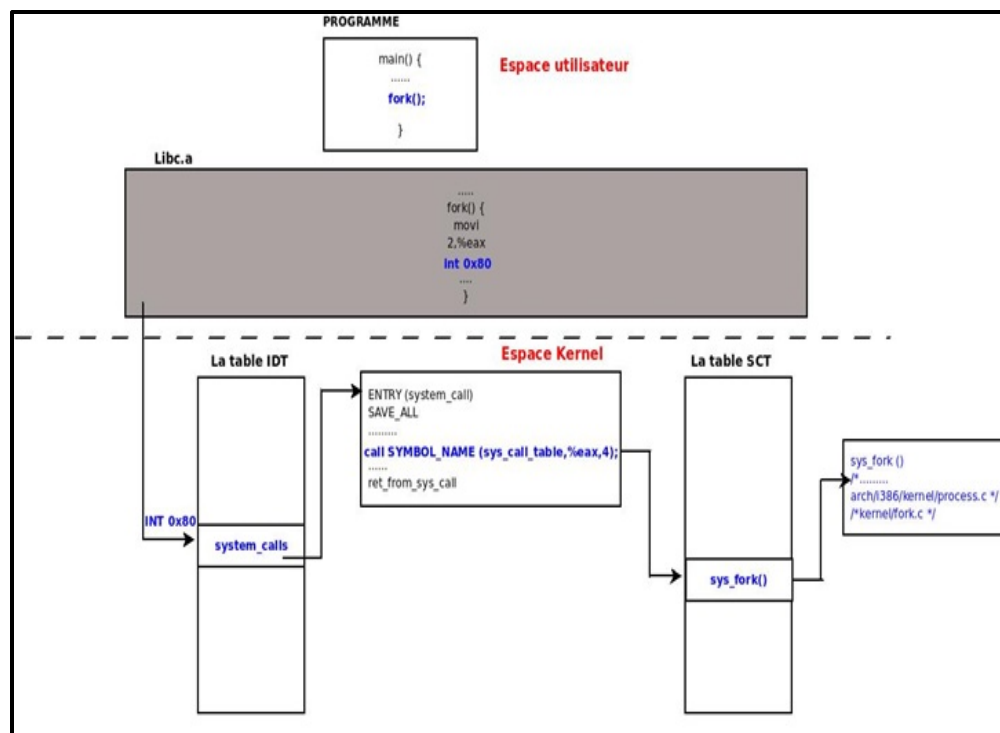 PROGRAMME
main() {
......
fork();
}
Espace utilisateur
Libc.a
.....
fork() {
movl
2,%eax
Int 0x80
....
}
Espace Kernel
La table IDT
La table SCT
ENTRY (system_call)
SAVE_ALL
.........
call SYMBOL_NAME (sys_call_table,%eax,4);
......
ret_from_sys_call
INT 0x80
system_calls
sys_fork()
sys_fork ()
/*.........
arch/i386/kernel/process.c */
/*kernel/fork.c */